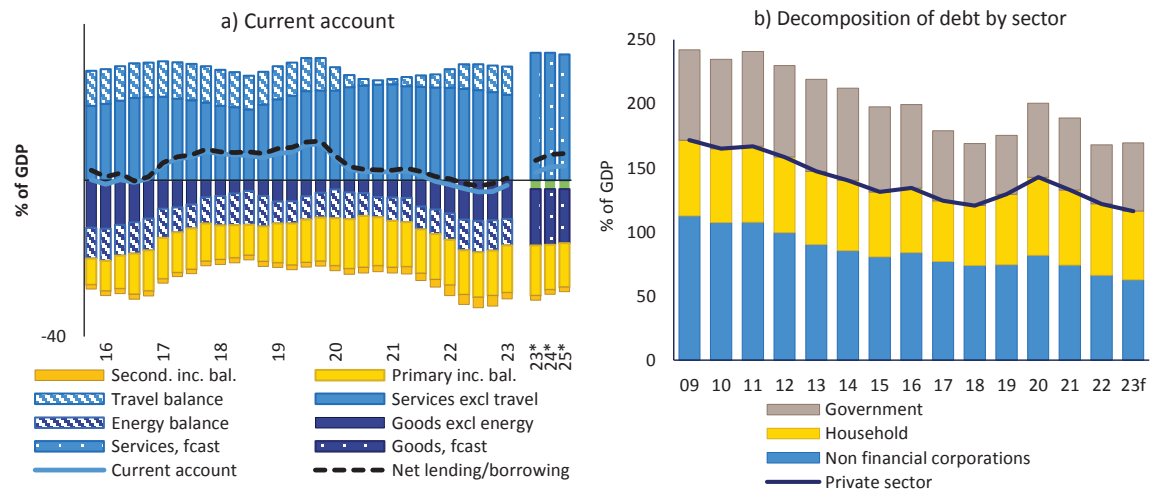 a) Current account
% of GDP
-40
16 17 18 19 20 21 22 23 23* 24* 25*
Second. inc. bal. Primary inc. bal.
Travel balance Services excl travel
Energy balance Goods excl energy
Services, fcast Goods, fcast
Current account Net lending/borrowing
b) Decomposition of debt by sector
% of GDP
250
200
150
100
50
0
09 10 11 12 13 14 15 16 17 18 19 20 21 22 23f
Government
Household
Non financial corporations
Private sector